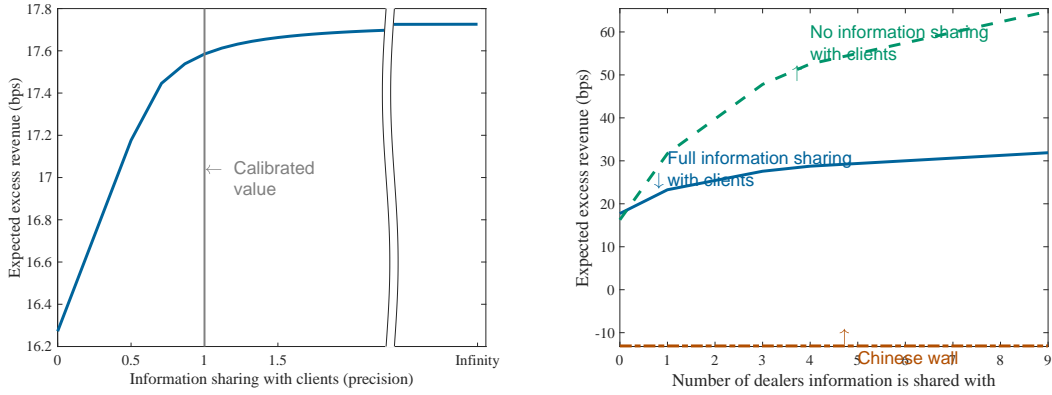 17.8
17.6
17.4
17.2
17
16.8
16.6
16.4
16.2
Expected excess revenue (bps)
← Calibrated
value
0
0.5
1
1.5
Infinity
Information sharing with clients (precision)
60
50
40
30
20
10
0
-10
Expected excess revenue (bps)
No information sharing
with clients
↑
Full information sharing
with clients
↓
↑
Chinese wall
0
1
2
3
4
5
6
7
8
9
Number of dealers information is shared with